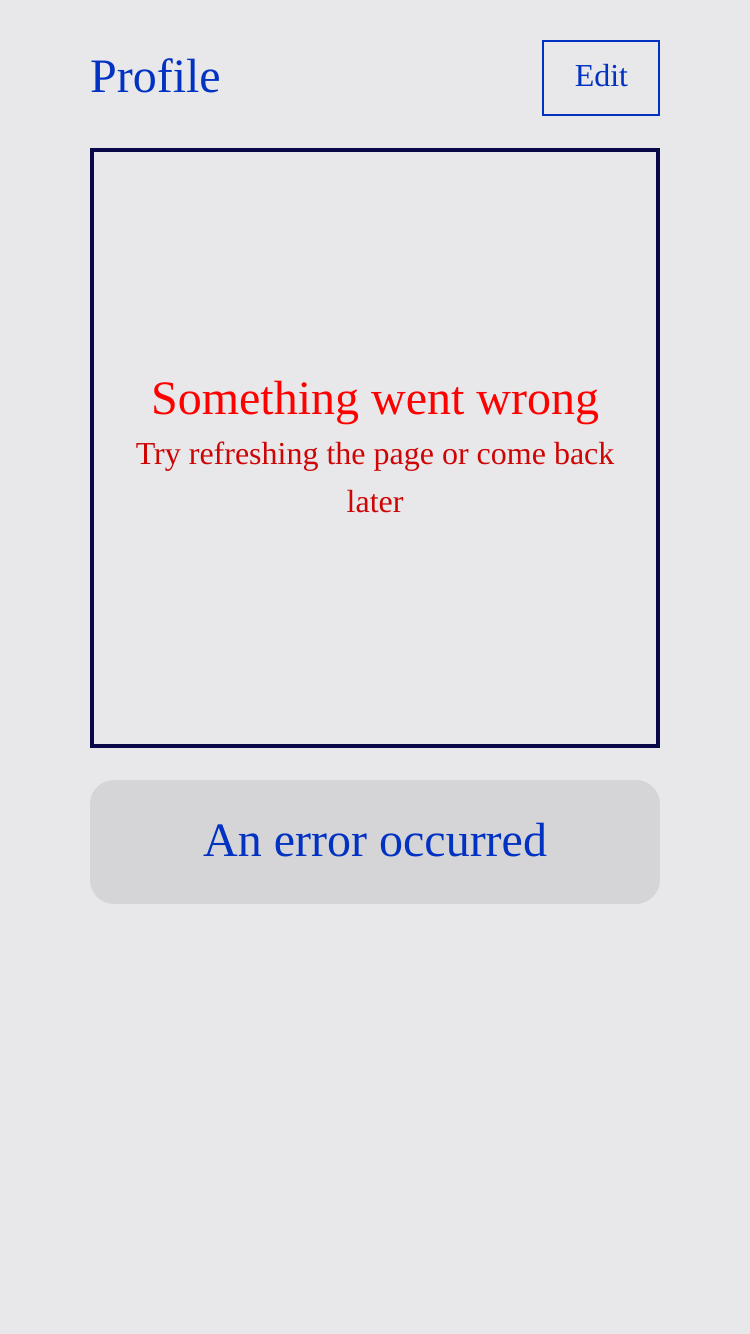 Profile
Edit
Something went wrong
Try refreshing the page or come back
later
An error occurred